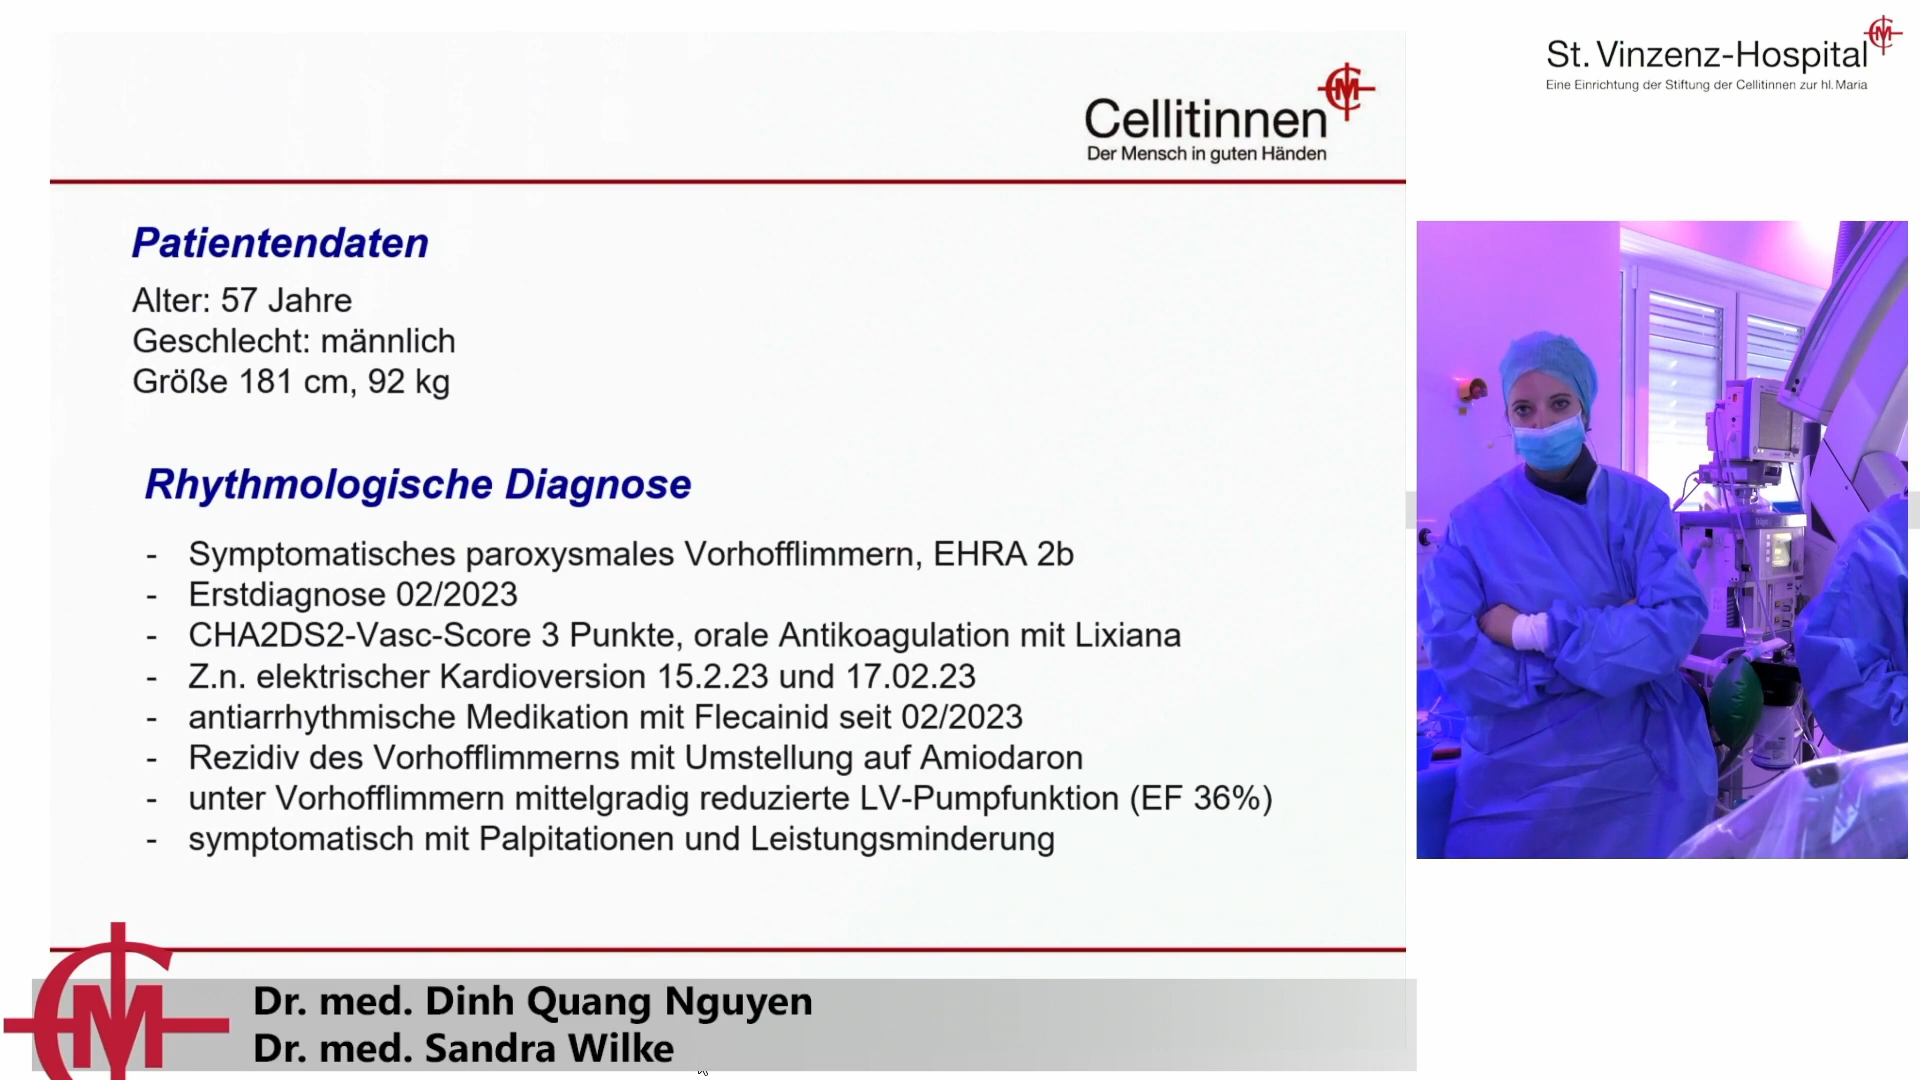 St. Vinzenz-Hospital
Eine Einrichtung der Stiftung der Cellitinnen zur hl. Maria
Cellitinnen
Der Mensch in guten Händen
Patientendaten
Alter: 57 Jahre
Geschlecht: männlich
Größe 181 cm, 92 kg
Rhythmologische Diagnose
- Symptomatisches paroxysmales Vorhofflimmern, EHRA 2b
- Erstdiagnose 02/2023
- CHA2DS2-Vasc-Score 3 Punkte, orale Antikoagulation mit Lixiana
- Z.n. elektrischer Kardioversion 15.2.23 und 17.02.23
- antiarrhythmische Medikation mit Flecainid seit 02/2023
- Rezidiv des Vorhofflimmerns mit Umstellung auf Amiodaron
- unter Vorhofflimmern mittelgradig reduzierte LV-Pumpfunktion (EF 36%)
- symptomatisch mit Palpitationen und Leistungsminderung
Dr. med. Dinh Quang Nguyen
Dr. med. Sandra Wilke